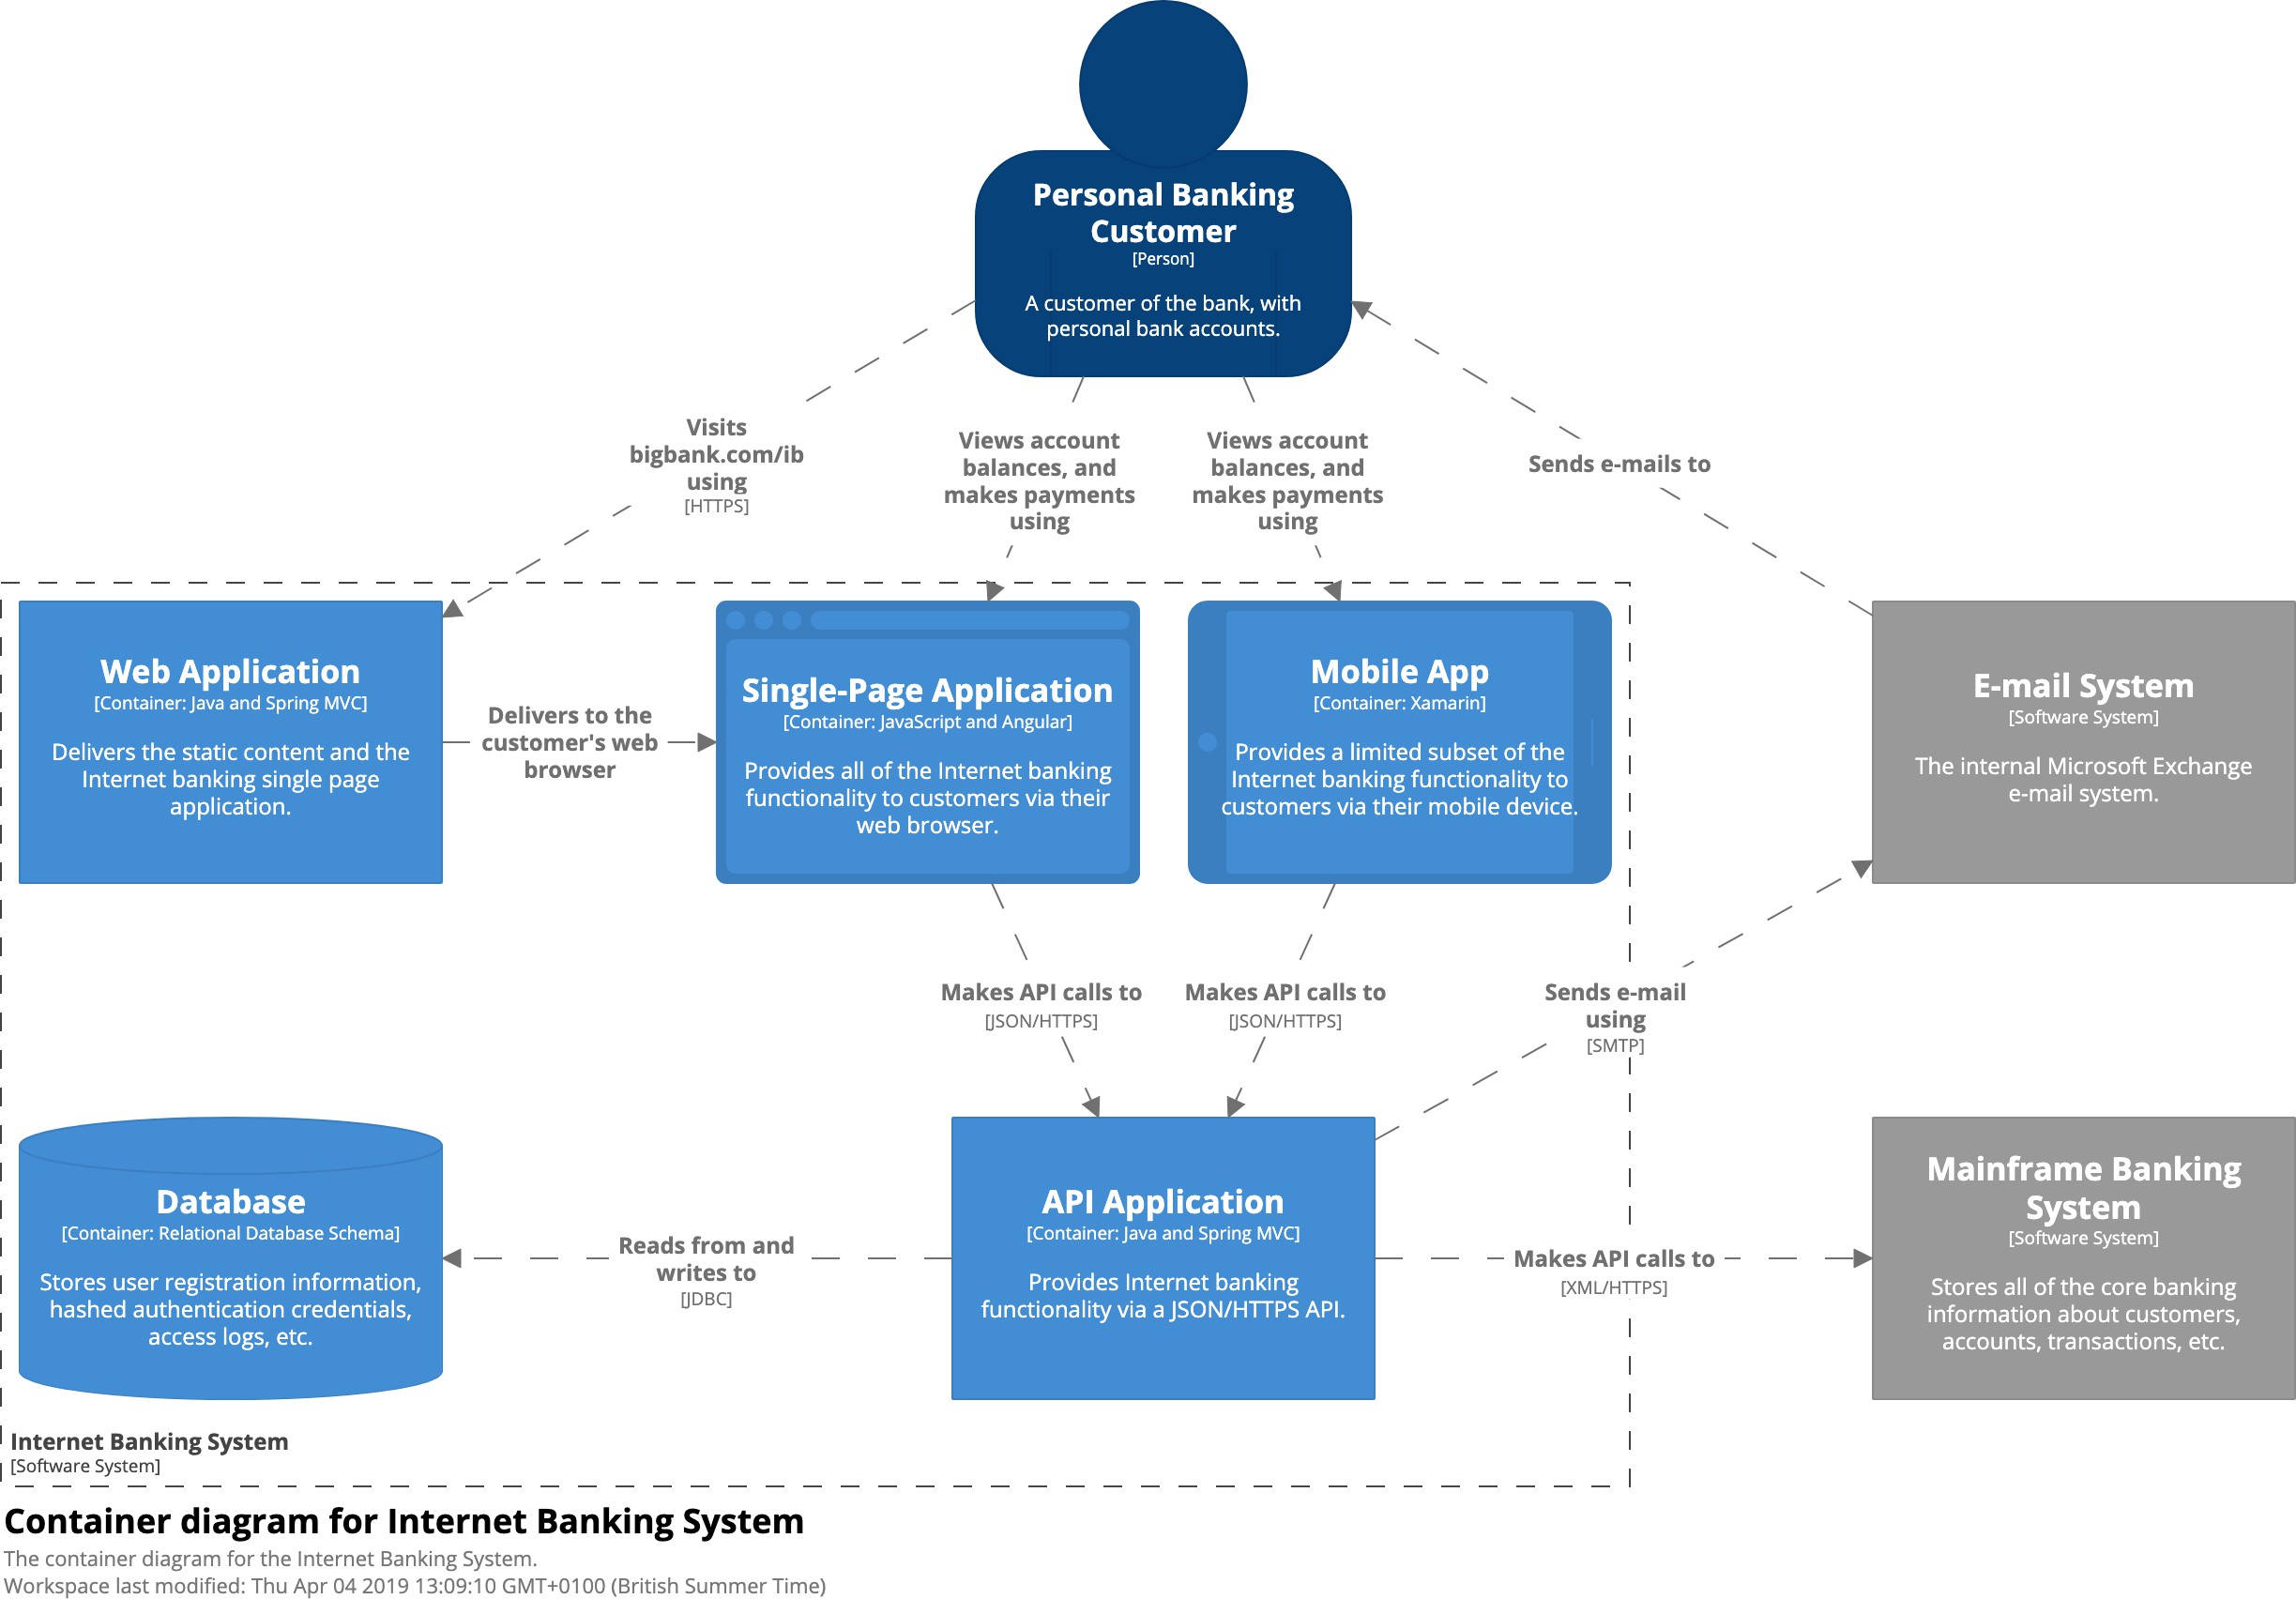 Personal Banking
Customer
[Person]
A customer of the bank, with
personal bank accounts.
Visits
bigbank.com/ib
using
[HTTPS]
Views account
balances, and
makes payments
using
Views account
balances, and
makes payments
using
Sends e-mails to
Web Application
[Container: Java and Spring MVC]
Delivers the static content and the
Internet banking single page
application.
Delivers to the
customer's web
browser
Single-Page Application
[Container: JavaScript and Angular]
Provides all of the Internet banking
functionality to customers via their
web browser.
Mobile App
[Container: Xamarin]
Provides a limited subset of the
Internet banking functionality to
customers via their mobile device.
E-mail System
[Software System]
The internal Microsoft Exchange
e-mail system.
Makes API calls to
[JSON/HTTPS]
Makes API calls to
[JSON/HTTPS]
Sends e-mail
using
[SMTP]
Database
[Container: Relational Database Schema]
Stores user registration information,
hashed authentication credentials,
access logs, etc.
Reads from and
writes to
[JDBC]
API Application
[Container: Java and Spring MVC]
Provides Internet banking
functionality via a JSON/HTTPS API.
Makes API calls to
[XML/HTTPS]
Mainframe Banking
System
[Software System]
Stores all of the core banking
information about customers,
accounts, transactions, etc.
Internet Banking System
[Software System]
Container diagram for Internet Banking System
The container diagram for the Internet Banking System.
Workspace last modified: Thu Apr 04 2019 13:09:10 GMT+0100 (British Summer Time)